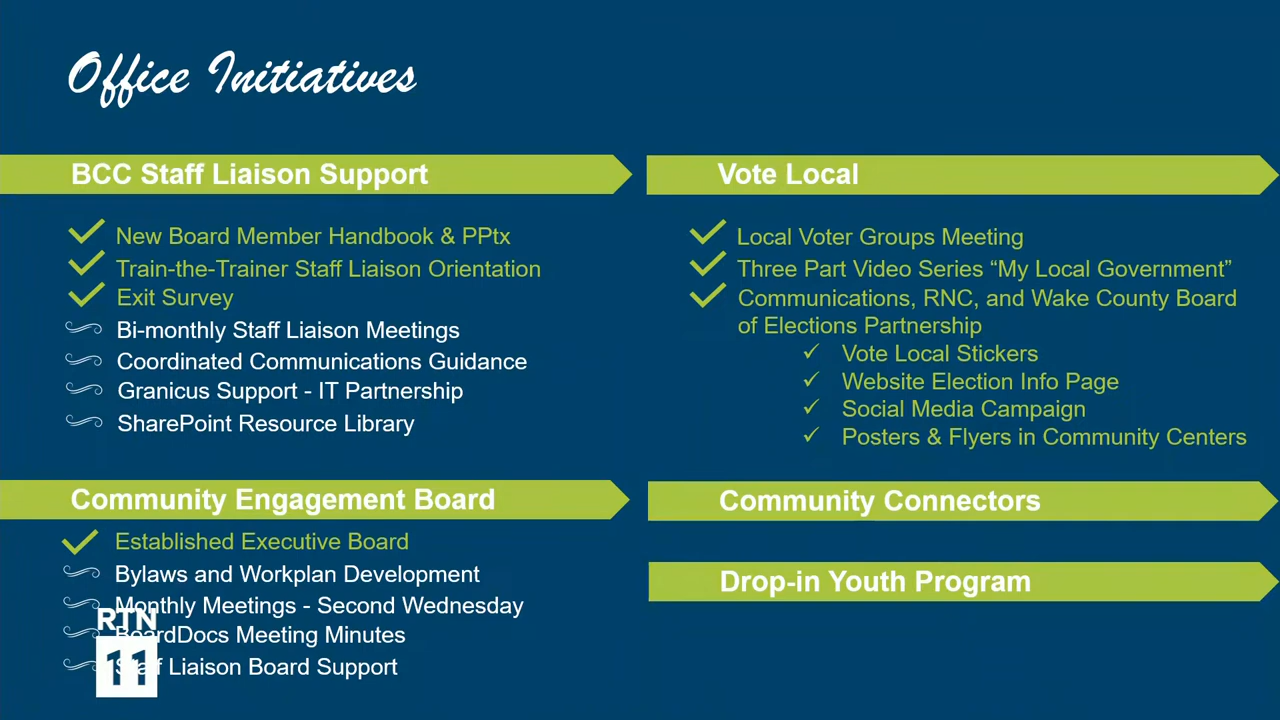 Office Initiatives
BCC Staff Liaison Support
New Board Member Handbook & PPtx
Train-the-Trainer Staff Liaison Orientation
Exit Survey
Bi-monthly Staff Liaison Meetings
Coordinated Communications Guidance
Granicus Support - IT Partnership
SharePoint Resource Library
Community Engagement Board
Established Executive Board
Bylaws and Workplan Development
Monthly Meetings - Second Wednesday
BoardDocs Meeting Minutes
Staff Liaison Board Support
Vote Local
Local Voter Groups Meeting
Three Part Video Series “My Local Government”
Communications, RNC, and Wake County Board
of Elections Partnership
Vote Local Stickers
Website Election Info Page
Social Media Campaign
Posters & Flyers in Community Centers
Community Connectors
Drop-in Youth Program
RTN
11